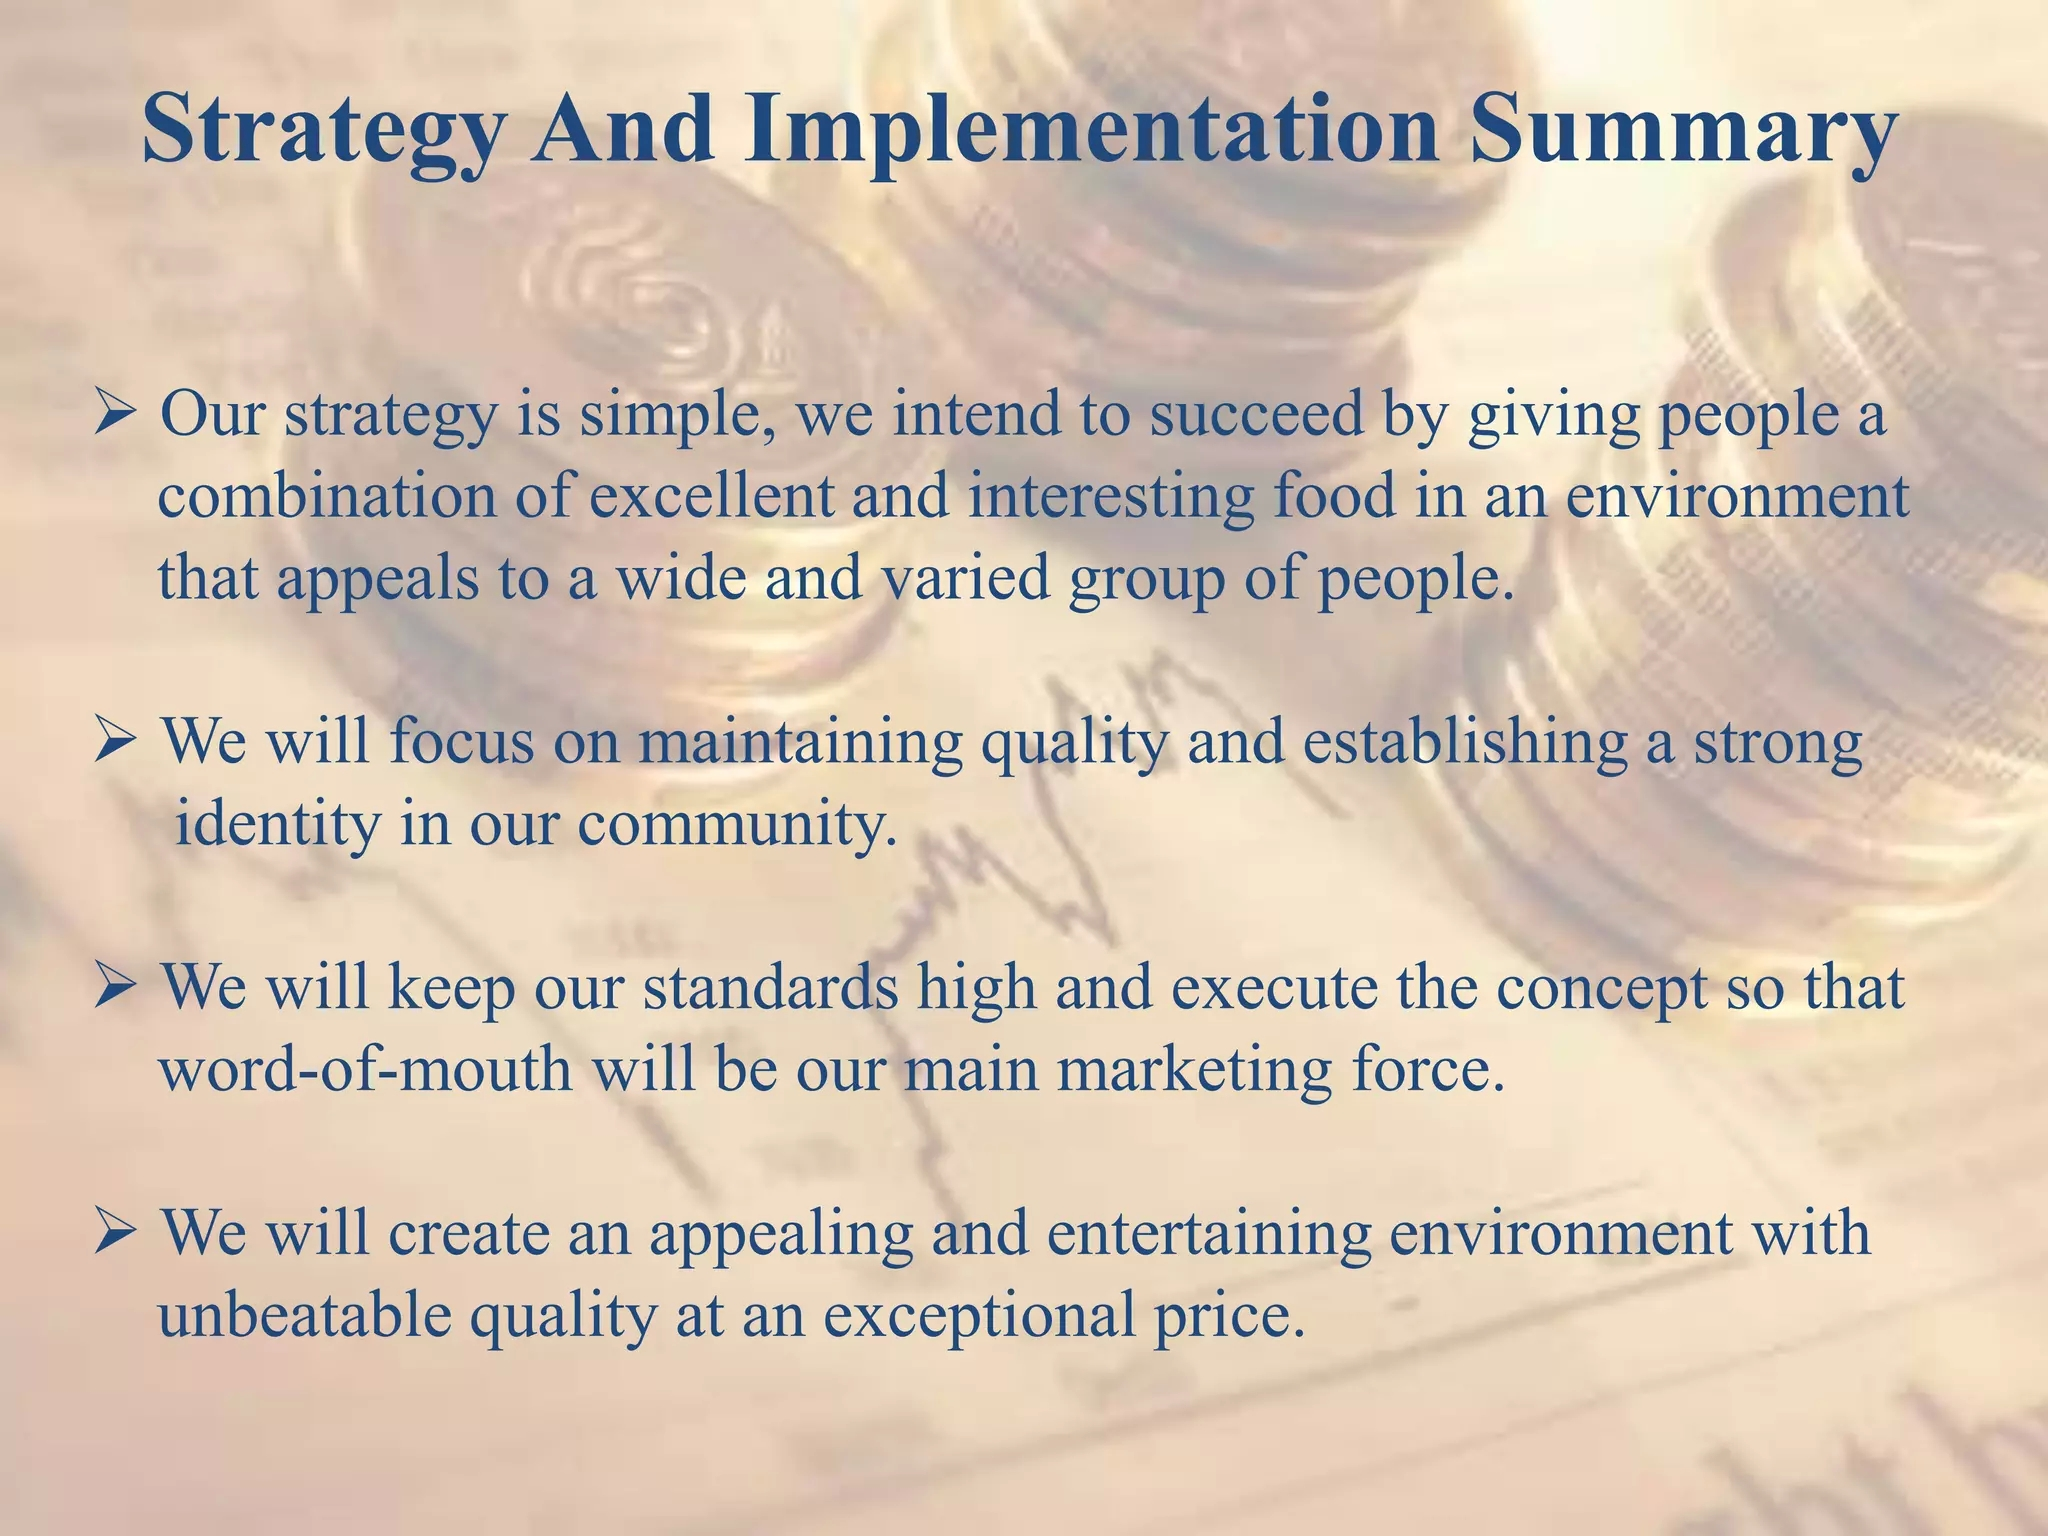 Strategy And Implementation Summary
➢ Our strategy is simple, we intend to succeed by giving people a
combination of excellent and interesting food in an environment
that appeals to a wide and varied group of people.
➢ We will focus on maintaining quality and establishing a strong
identity in our community.
➢ We will keep our standards high and execute the concept so that
word-of-mouth will be our main marketing force.
➢ We will create an appealing and entertaining environment with
unbeatable quality at an exceptional price.